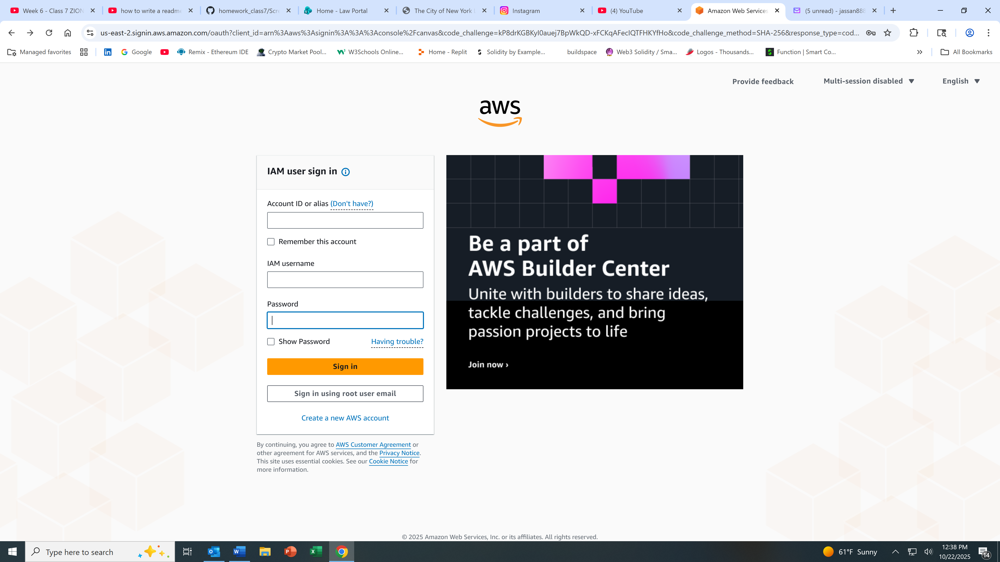 Week 6 - Class 7 ZION
how to write a readme
homework_class7/Scre
Home - Law Portal
The City of New York L
Instagram
(4) YouTube
Amazon Web Services
(5 unread) - jassan888
us-east-2.signin.aws.amazon.com/oauth?client_id=arn%3Aaws%3Asignin%3A%3A%3Aconsole%2Fcanvas&code_challenge=kP8drKGBKyI0auej7BpWkQD-xFCKqAFecIQTFHKYfHo&code_challenge_method=SHA-256&response_type=cod...
Managed favorites
Google
Remix - Ethereum IDE
Crypto Market Pool...
W3Schools Online...
Home - Replit
Solidity by Example...
buildspace
Web3 Solidity / Sma...
Logos - Thousands...
Function | Smart Co...
All Bookmarks
Provide feedback
Multi-session disabled
English
aws
IAM user sign in
Account ID or alias (Don't have?)
Remember this account
IAM username
Password
Show Password
Having trouble?
Sign in
Sign in using root user email
Create a new AWS account
By continuing, you agree to AWS Customer Agreement or
other agreement for AWS services, and the Privacy Notice.
This site uses essential cookies. See our Cookie Notice for
more information.
Be a part of
AWS Builder Center
Unite with builders to share ideas,
tackle challenges, and bring
passion projects to life
Join now ›
© 2025 Amazon Web Services, Inc. or its affiliates. All rights reserved.
Type here to search
61°F Sunny
12:38 PM
10/22/2025
14